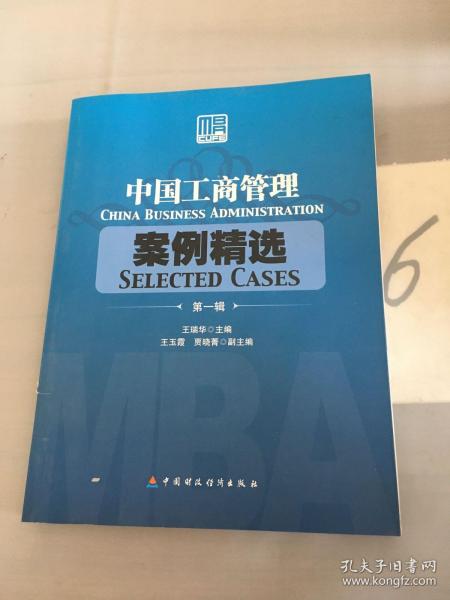 MBA
CUFE
中国工商管理
CHINA BUSINESS ADMINISTRATION
案例精选
SELECTED CASES
第一辑
王瑞华◇主编
王玉霞 贾晓菁◇副主编
MBA
中国财政经济出版社
6
孔夫子旧书网
www.kongfz.com